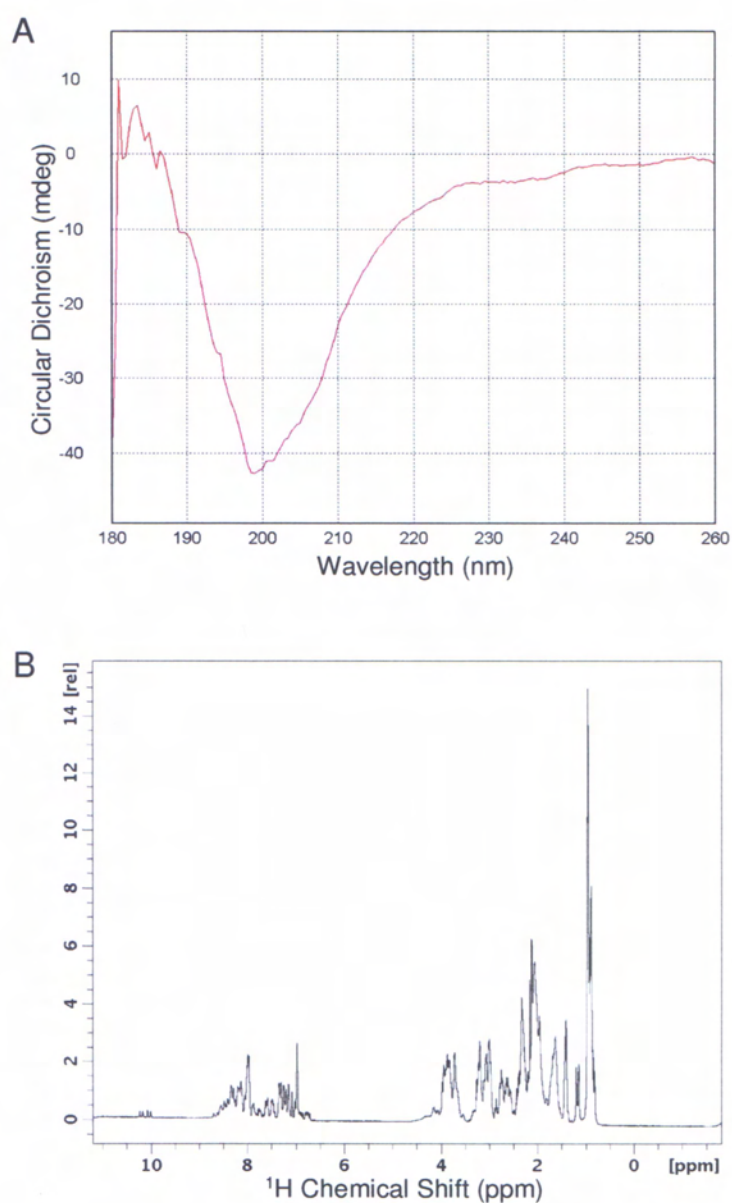 A
Circular Dichroism (mdeg)
10
0
-10
-20
-30
-40
180 190 200 210 220 230 240 250 260
Wavelength (nm)
B
14 [rel]
12
10
8
6
4
2
0
10 8 6 4 2 0 [ppm]
¹H Chemical Shift (ppm)